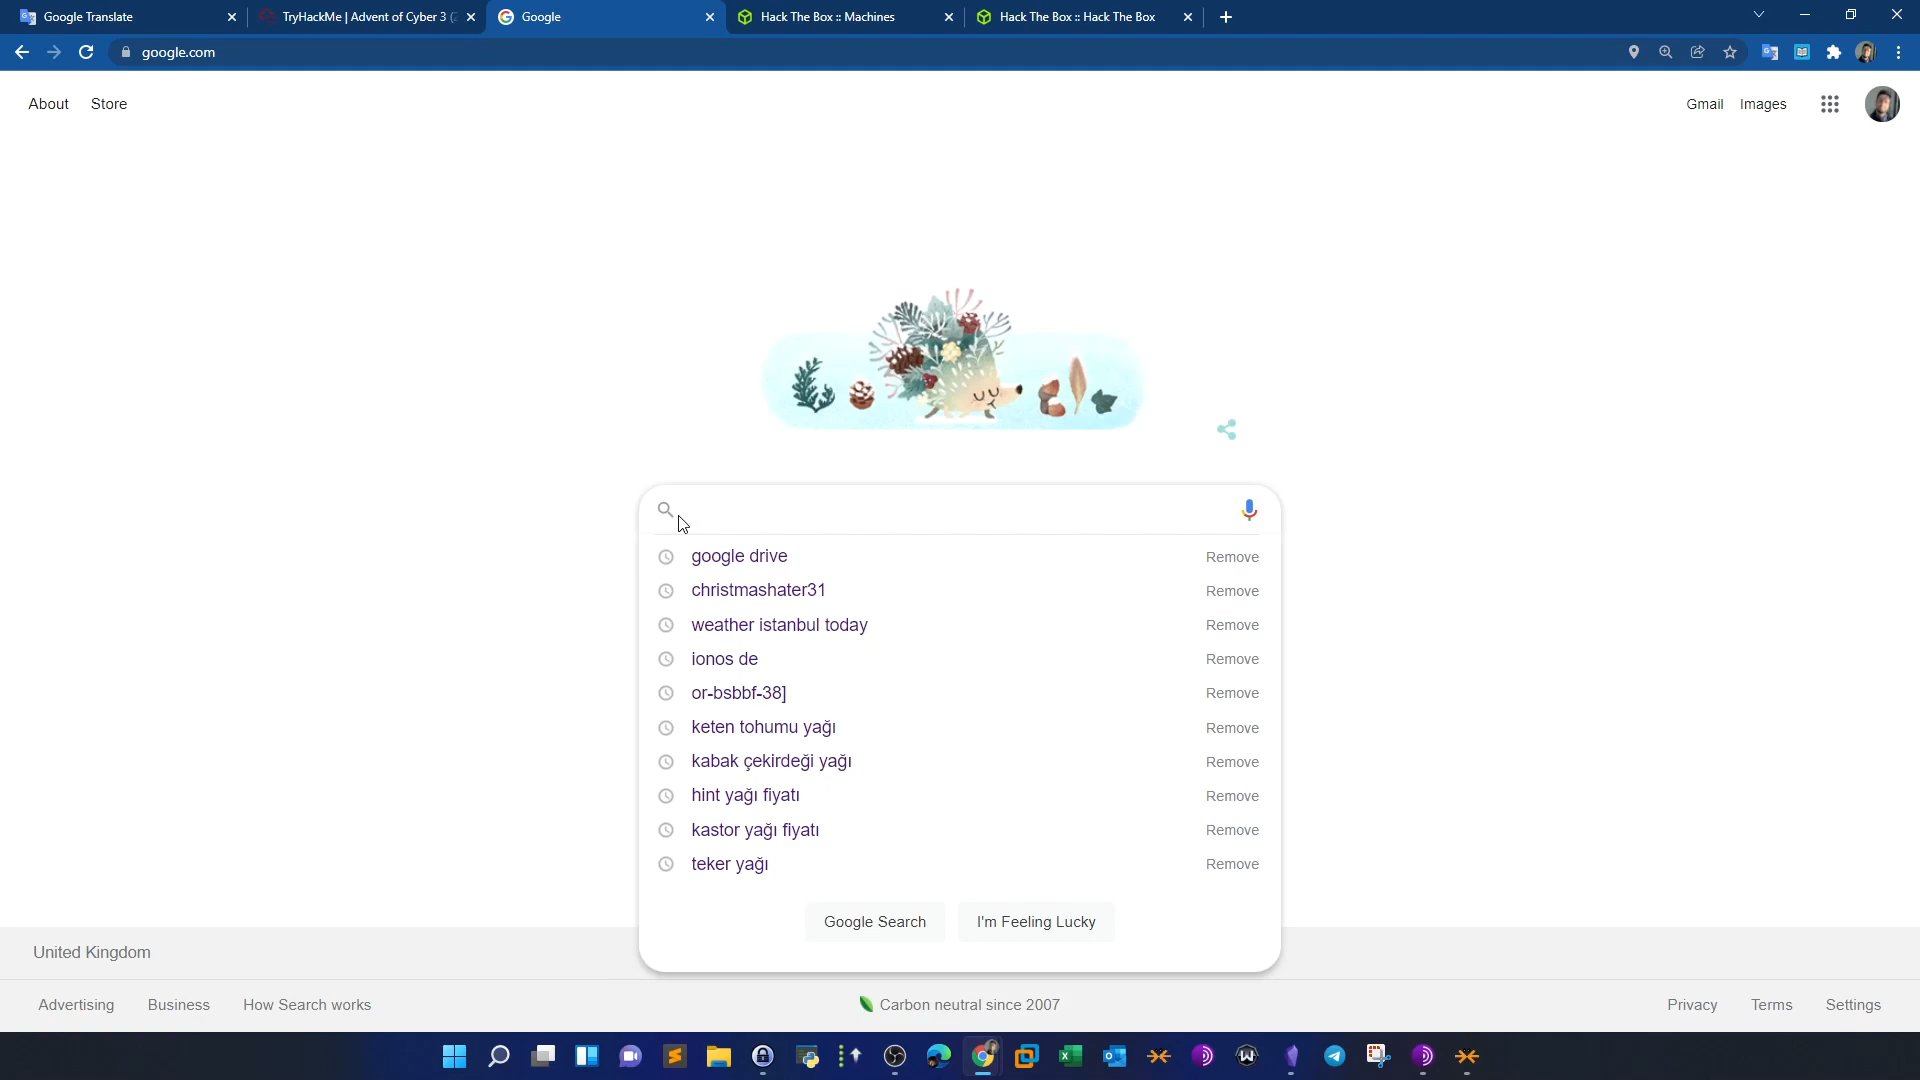 Google Translate
TryHackMe | Advent of Cyber 3 (2
Google
Hack The Box :: Machines
Hack The Box :: Hack The Box
google.com
About Store
Gmail Images
google drive Remove
christmashater31 Remove
weather istanbul today Remove
ionos de Remove
or-bsbbf-38] Remove
keten tohumu yağı Remove
kabak çekirdeği yağı Remove
hint yağı fiyatı Remove
kastor yağı fiyatı Remove
teker yağı Remove
Google Search I'm Feeling Lucky
United Kingdom
Advertising Business How Search works
Carbon neutral since 2007
Privacy Terms Settings